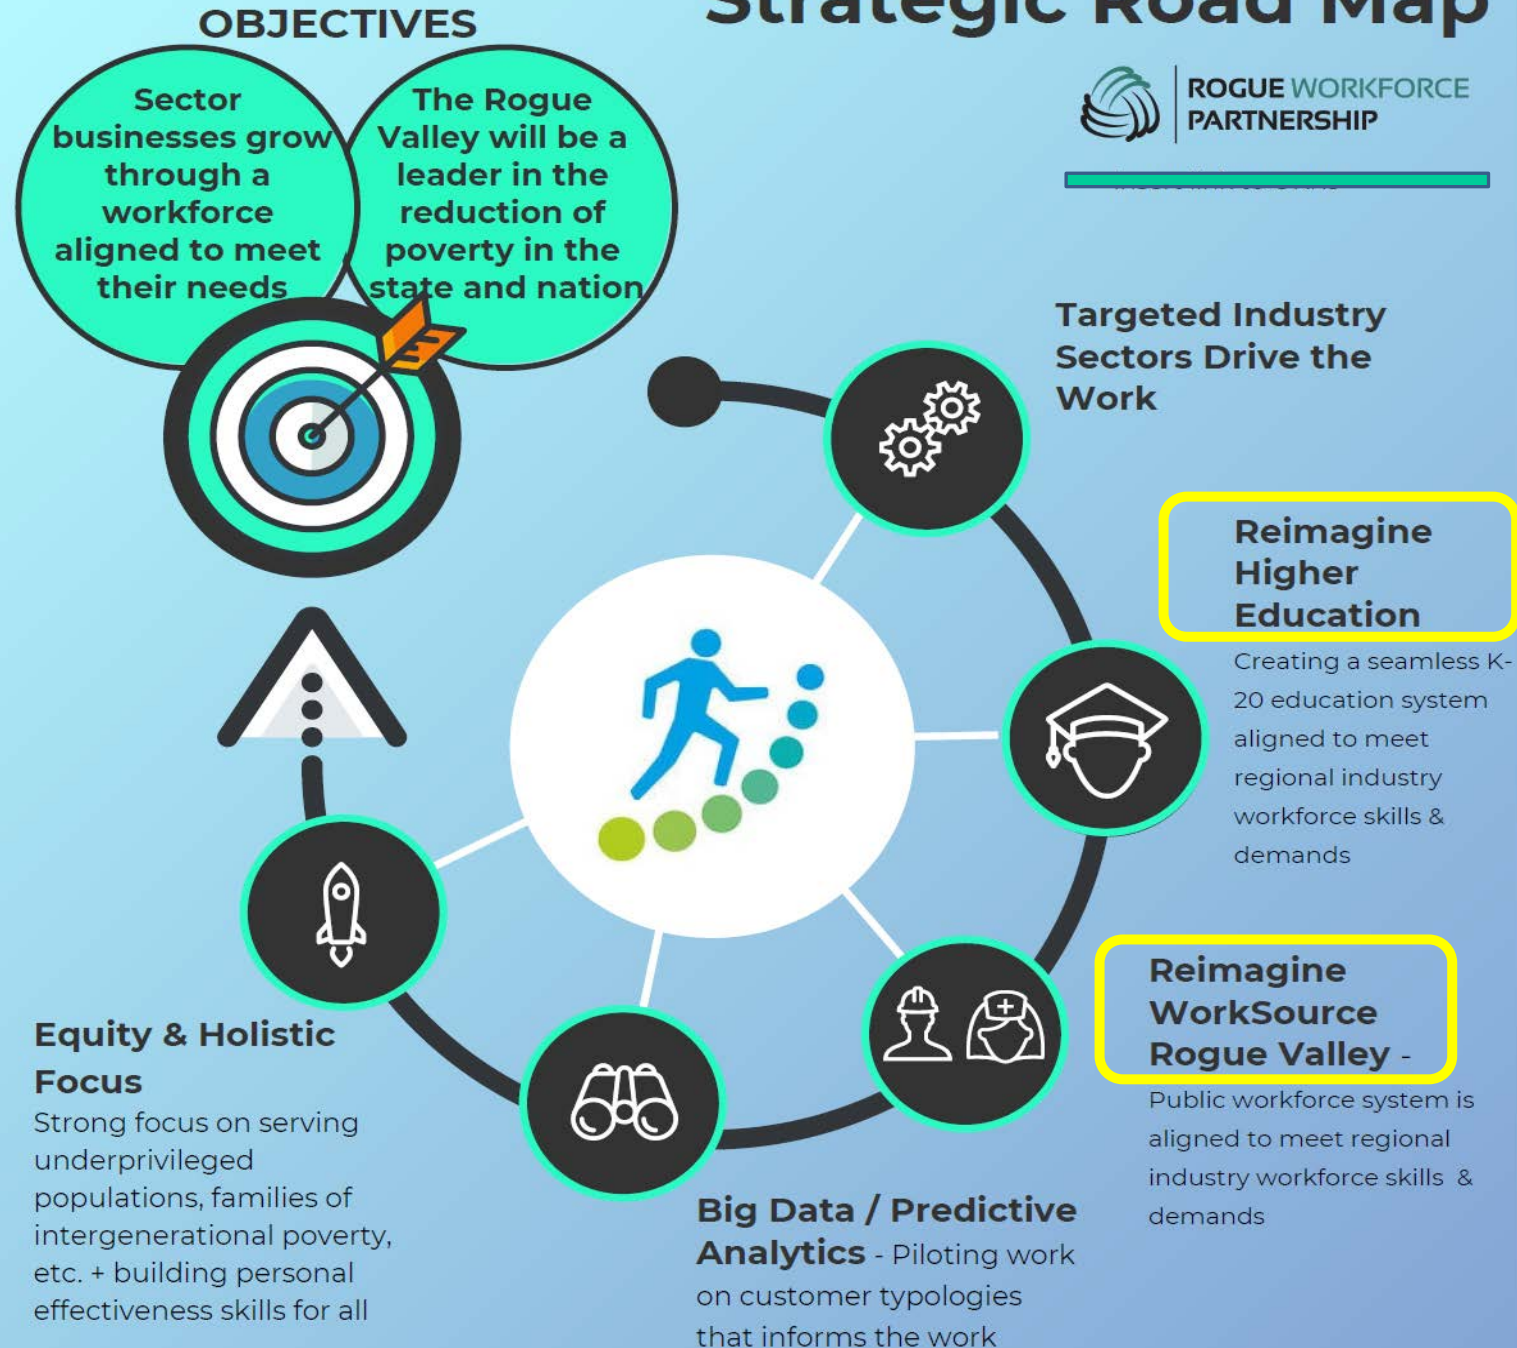 OBJECTIVES
Strategic Road Map
Sector
businesses grow
through a
workforce
aligned to meet
their needs
The Rogue
Valley will be a
leader in the
reduction of
poverty in the
state and nation
ROGUE WORKFORCE
PARTNERSHIP
Targeted Industry
Sectors Drive the
Work
Reimagine
Higher
Education
Creating a seamless K-
20 education system
aligned to meet
regional industry
workforce skills &
demands
Reimagine
WorkSource
Rogue Valley -
Public workforce system is
aligned to meet regional
industry workforce skills &
demands
Big Data / Predictive
Analytics - Piloting work
on customer typologies
that informs the work
Equity & Holistic
Focus
Strong focus on serving
underprivileged
populations, families of
intergenerational poverty,
etc. + building personal
effectiveness skills for all